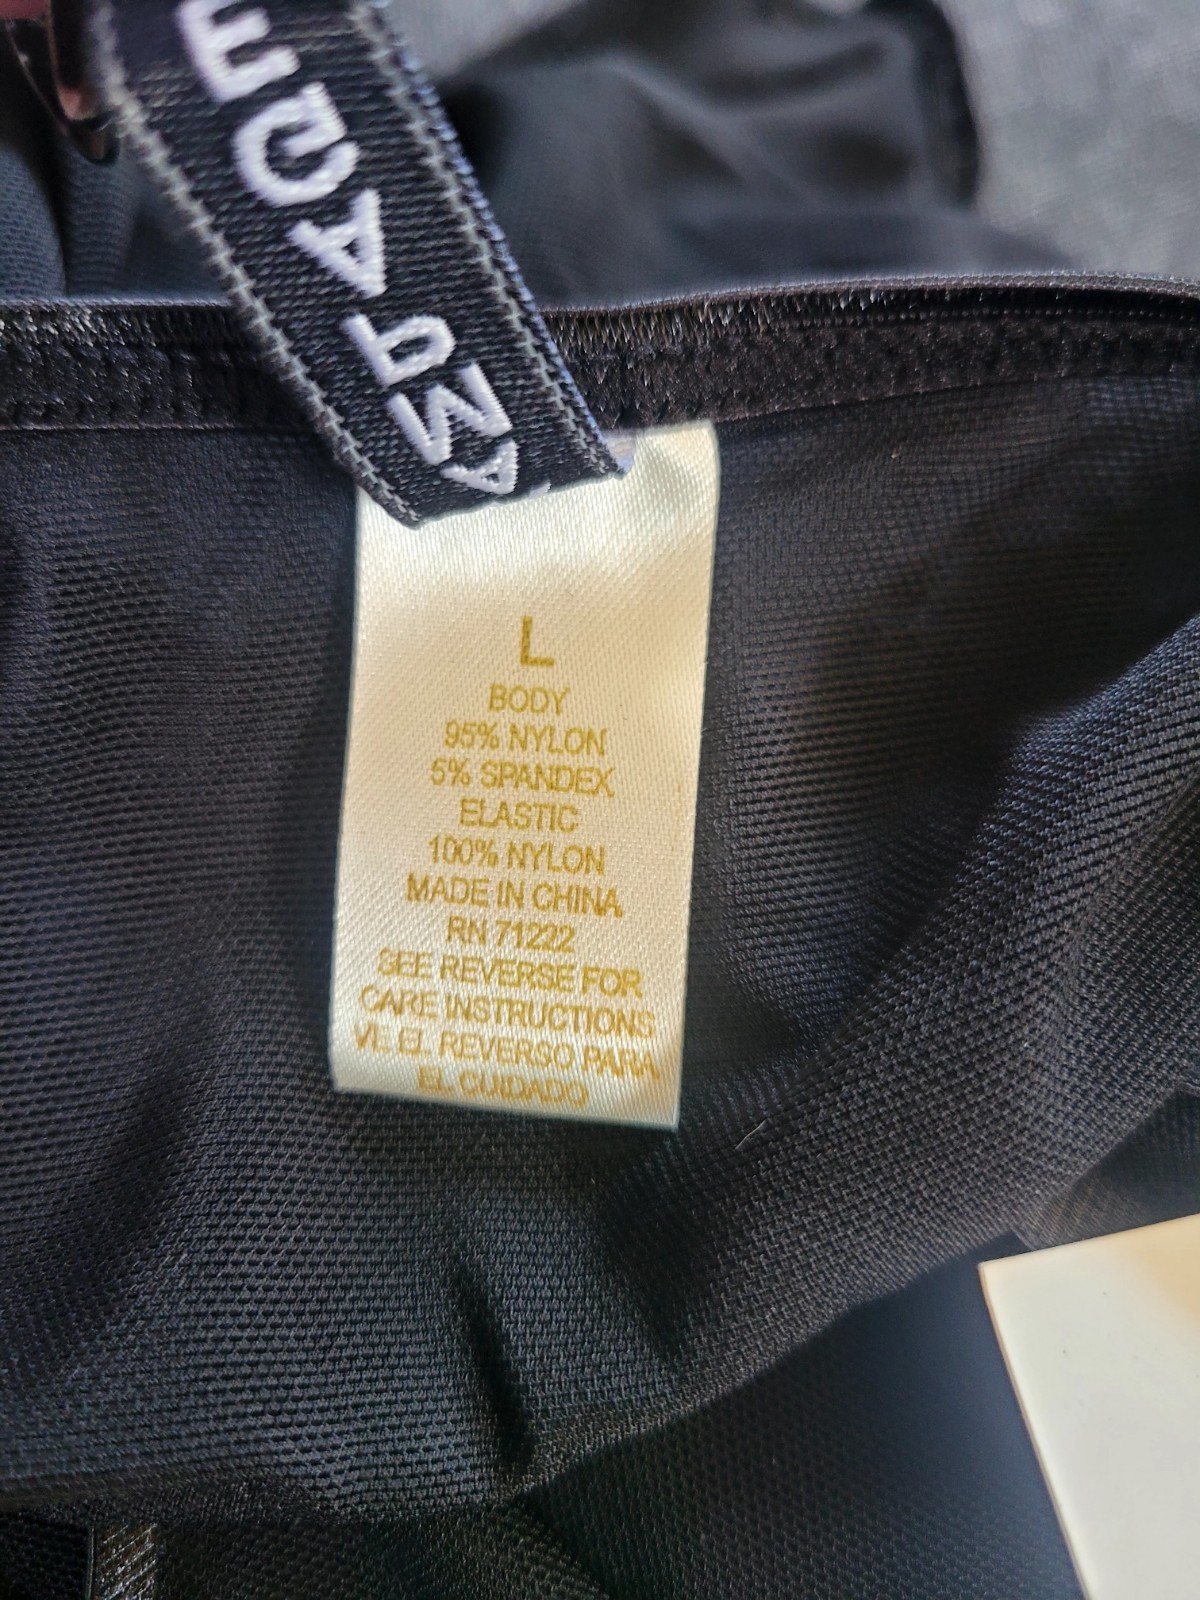 L
BODY
95% NYLON
5% SPANDEX
ELASTIC
100% NYLON
MADE IN CHINA
RN 71222
SEE REVERSE FOR
CARE INSTRUCTIONS
VE EL REVERSO PARA
EL CUIDADO